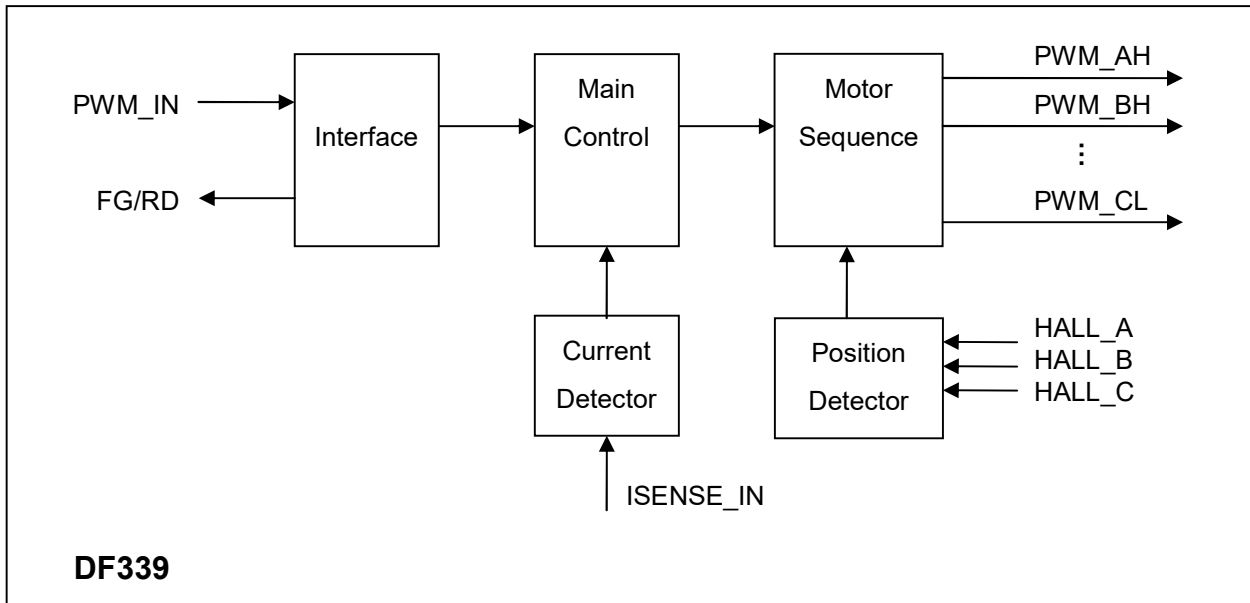 PWM_IN
FG/RD
Interface
Main
Control
Motor
Sequence
PWM_AH
PWM_BH
⋮
PWM_CL
Current
Detector
ISENSE_IN
Position
Detector
HALL_A
HALL_B
HALL_C
DF339